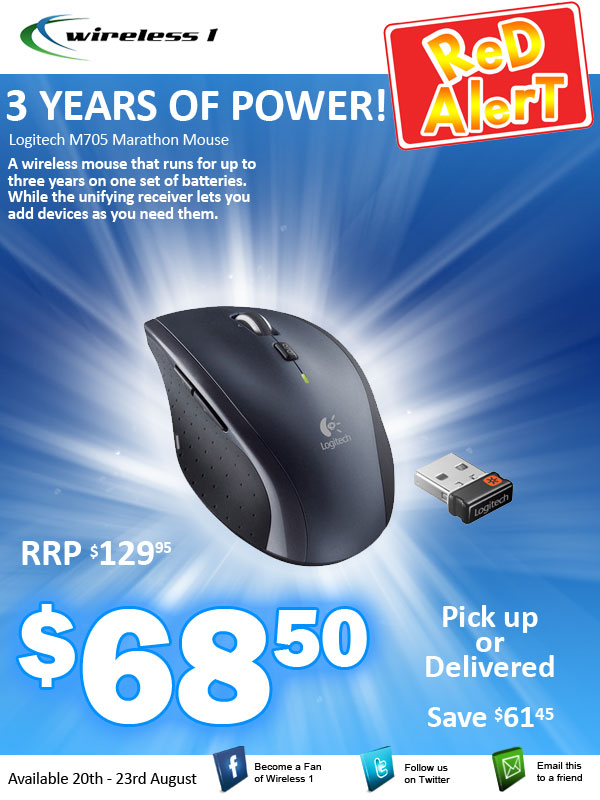 wireless 1
ReD
AlerT
3 YEARS OF POWER!
Logitech M705 Marathon Mouse
A wireless mouse that runs for up to
three years on one set of batteries.
While the unifying receiver lets you
add devices as you need them.
Logitech
Logitech
RRP $129.95
$68.50
Pick up
or
Delivered
Save $61.45
Available 20th - 23rd August
Become a Fan
of Wireless 1
Follow us
on Twitter
Email this
to a friend